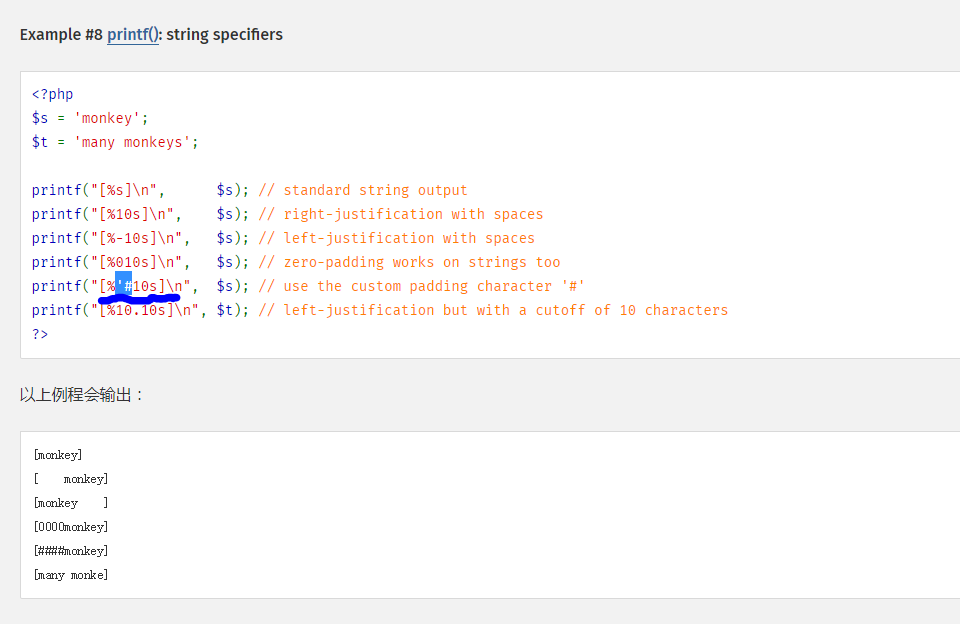 Example #8 printf(): string specifiers
<?php
$s = 'monkey';
$t = 'many monkeys';
printf("[%s]\n",      $s); // standard string output
printf("[%10s]\n",    $s); // right-justification with spaces
printf("[%-10s]\n",   $s); // left-justification with spaces
printf("[%010s]\n",   $s); // zero-padding works on strings too
printf("[%'#10s]\n",  $s); // use the custom padding character '#'
printf("[%10.10s]\n", $t); // left-justification but with a cutoff of 10 characters
?>
以上例程会输出：
[monkey]
[    monkey]
[monkey    ]
[0000monkey]
[####monkey]
[many monke]